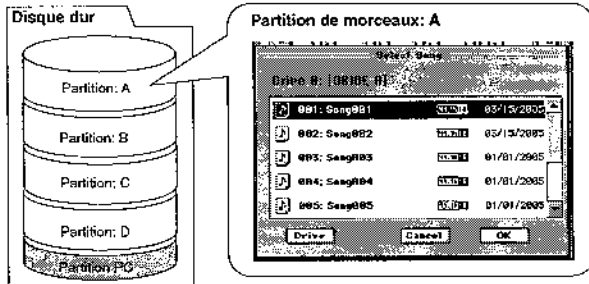 Disque dur
Partition: A
Partition: B
Partition: C
Partition: D
Partition PC
Partition de morceaux: A
Select Song
001: Song001 03/15/2005
002: Song002 03/15/2005
003: Song003 01/01/2005
004: Song004 01/01/2005
005: Song005 01/01/2005
Drive Cancel OK